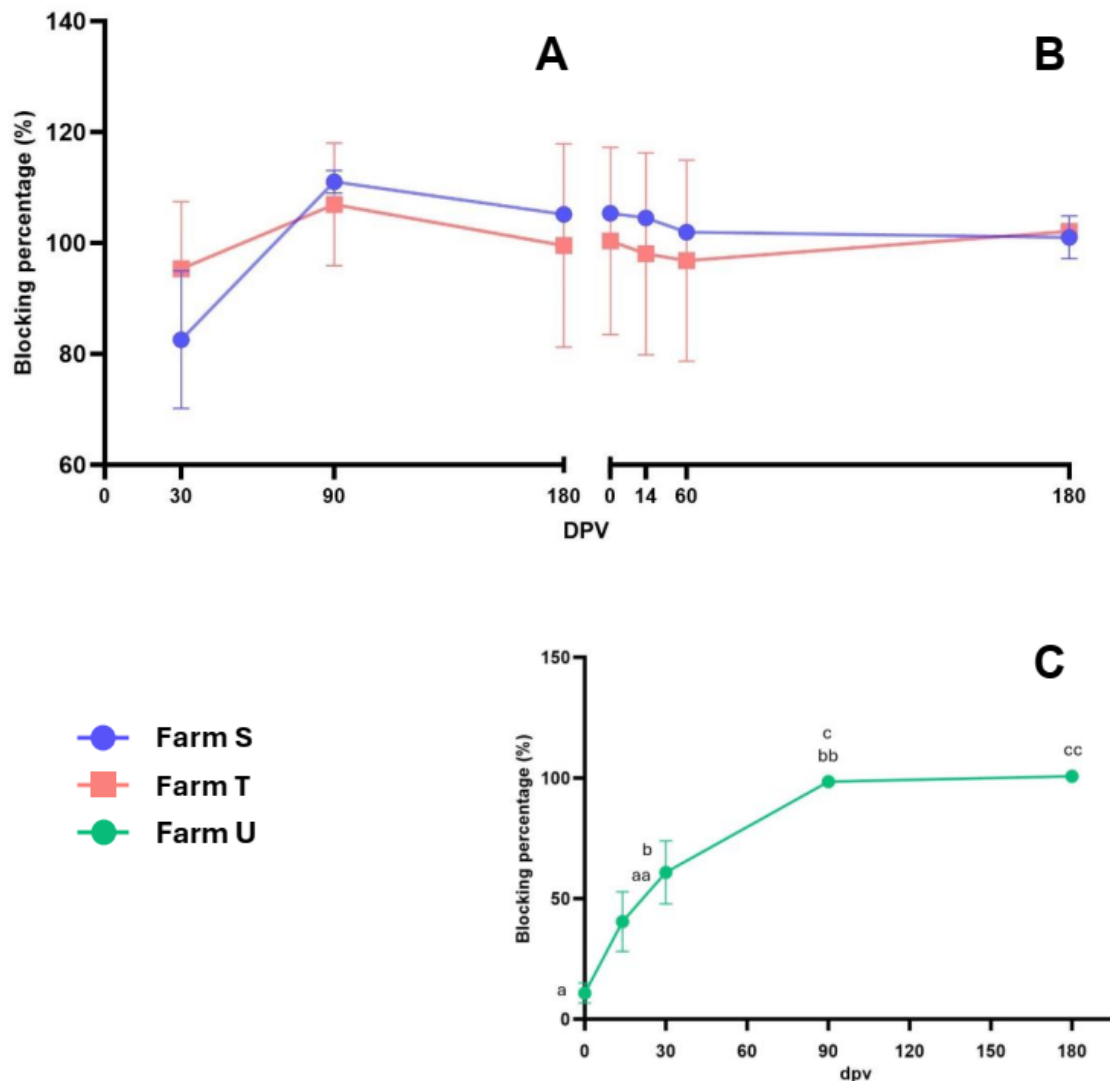 140
A
B
120
100
80
60
Blocking percentage (%)
0 30 90 180 0 14 60 180
DPV
C
150
100
50
0
Blocking percentage (%)
c
bb
cc
b
aa
a
0 30 60 90 120 150 180
dpv
Farm S
Farm T
Farm U